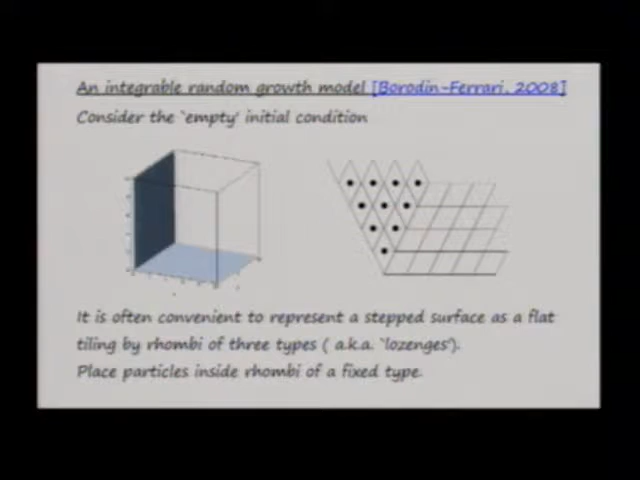 An integrable random growth model [Borodin-Ferrari, 2008]
Consider the `empty' initial condition
It is often convenient to represent a stepped surface as a flat
tiling by rhombi of three types ( a.k.a. `lozenges').
Place particles inside rhombi of a fixed type.